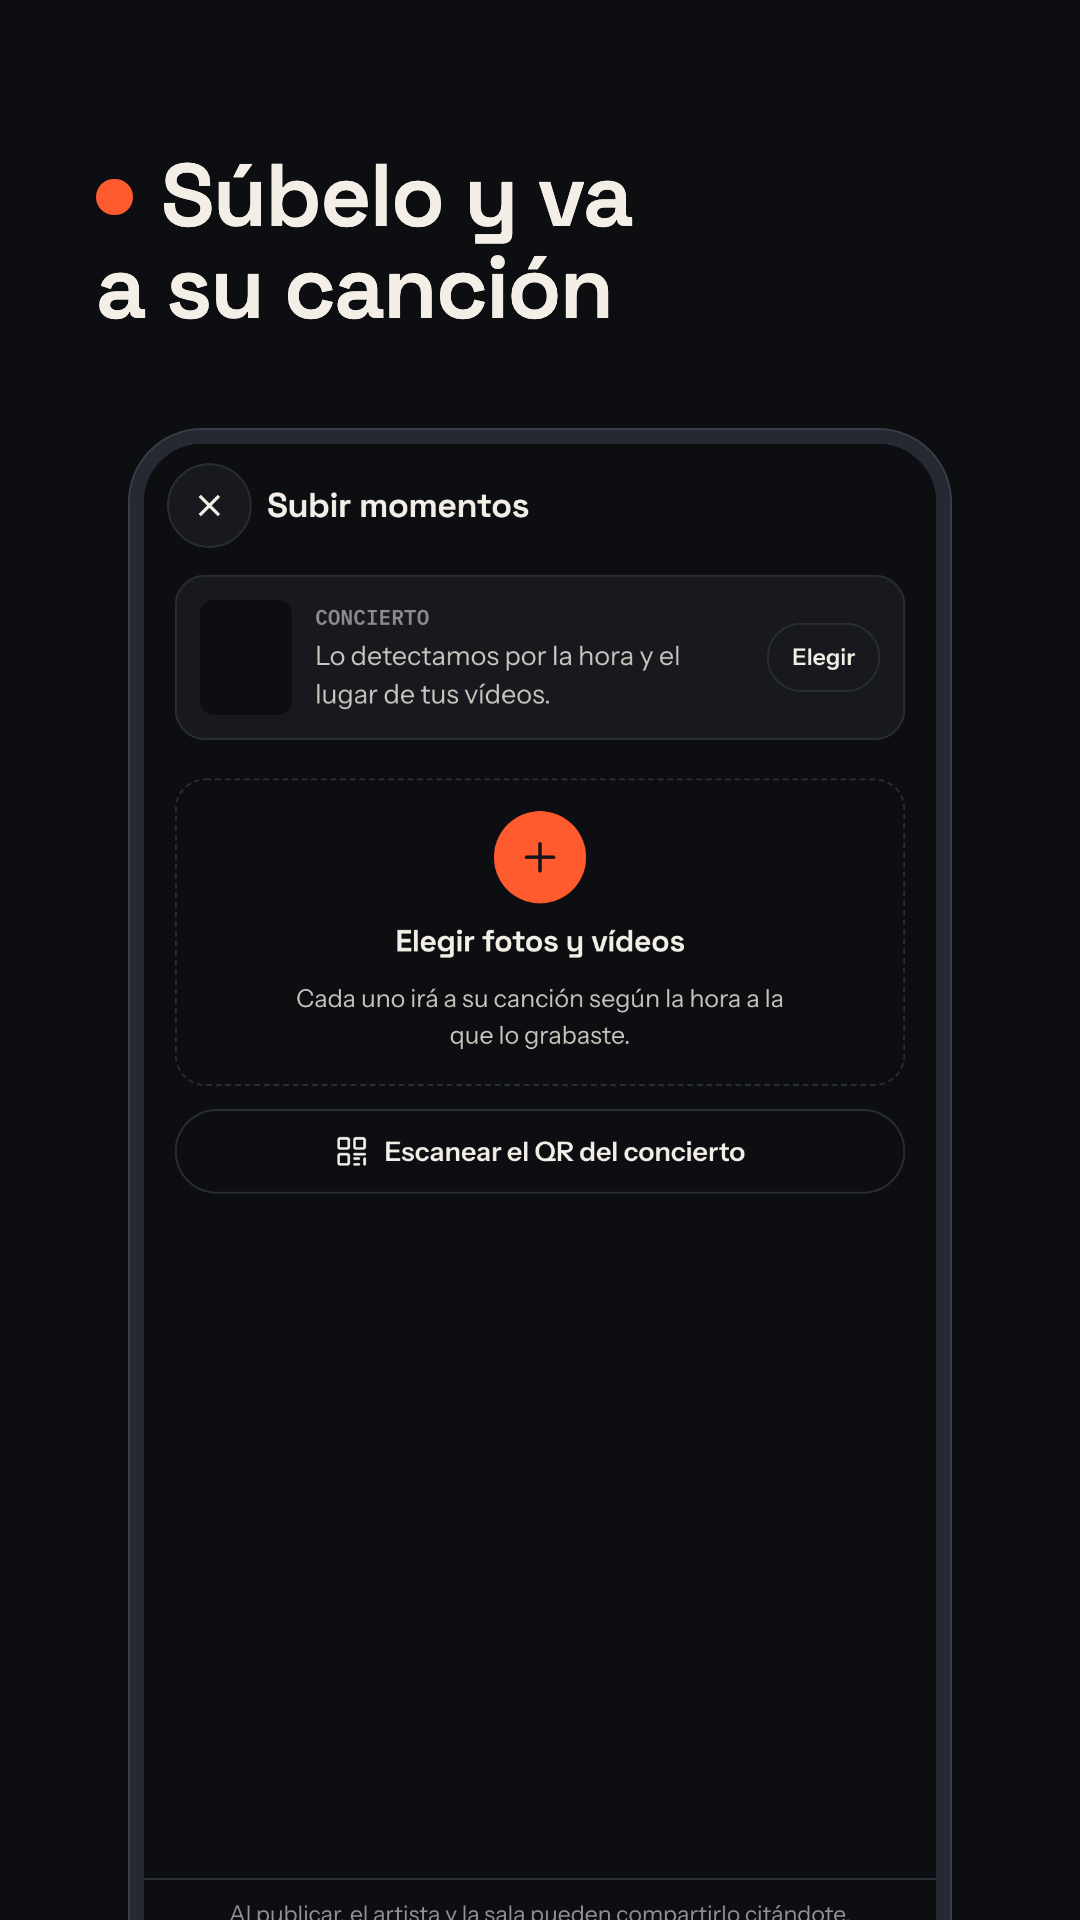 Súbelo y va
a su canción
Subir momentos
CONCIERTO
Lo detectamos por la hora y el
lugar de tus vídeos.
Elegir
Elegir fotos y vídeos
Cada uno irá a su canción según la hora a la
que lo grabaste.
Escanear el QR del concierto
Al publicar, el artista y la sala pueden compartirlo citándote.